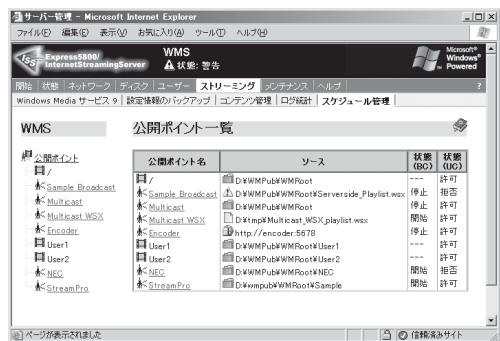 サーバー管理 - Microsoft Internet Explorer
ファイル(F) 編集(E) 表示(V) お気に入り(A) ツール(T) ヘルプ(H)
ISS Express5800/ InternetStreamingServer
WMS
状態: 警告
Microsoft® Windows® Powered
開始 状態 ネットワーク ディスク ユーザー ストリーミング メンテナンス ヘルプ ?
Windows Media サービス 9 設定情報のバックアップ コンテンツ管理 ログ統計 スケジュール管理
WMS
公開ポイント一覧
公開ポイント
/
Sample Broadcast
Multicast
Multicast WSX
Encoder
User1
User2
NEC
StreamPro
公開ポイント名 ソース 状態(BC) 状態(UC)
/ D:¥WMPub¥WMRoot --- 許可
Sample Broadcast D:¥WMPub¥WMRoot¥Serverside_Playlist.wsx 停止 拒否
Multicast D:¥WMPub¥WMRoot 停止 許可
Multicast WSX D:¥tmp¥Multicast_WSX_playlist.wsx 開始 許可
Encoder http://encoder:5678 停止 許可
User1 D:¥WMPub¥WMRoot¥User1 --- 許可
User2 D:¥WMPub¥WMRoot¥User2 --- 許可
NEC D:¥WMPub¥WMRoot¥NEC 開始 拒否
StreamPro D:¥wmpub¥WMRoot¥Sample 開始 許可
ページが表示されました
信頼済みサイト